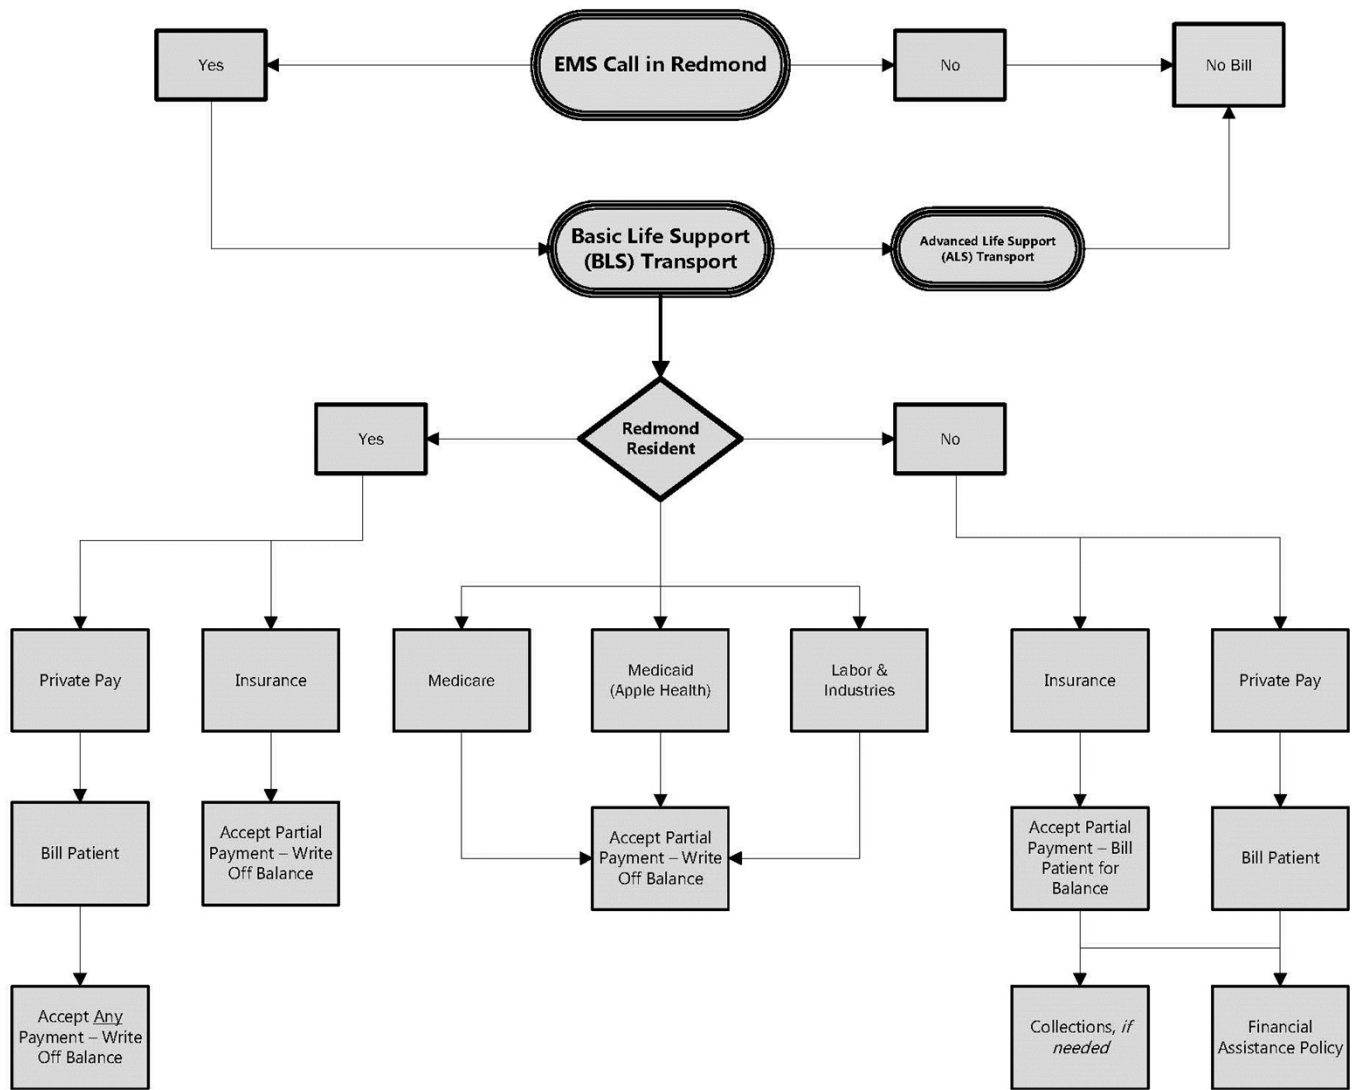 Yes
EMS Call in Redmond
No
No Bill
Basic Life Support
(BLS) Transport
Advanced Life Support
(ALS) Transport
Redmond
Resident
Yes
No
Private Pay
Insurance
Medicare
Medicaid
(Apple Health)
Labor &
Industries
Insurance
Private Pay
Bill Patient
Accept Partial
Payment – Write
Off Balance
Accept Partial
Payment – Write
Off Balance
Accept Partial
Payment – Bill
Patient for
Balance
Bill Patient
Accept Any
Payment – Write
Off Balance
Collections, if
needed
Financial
Assistance Policy